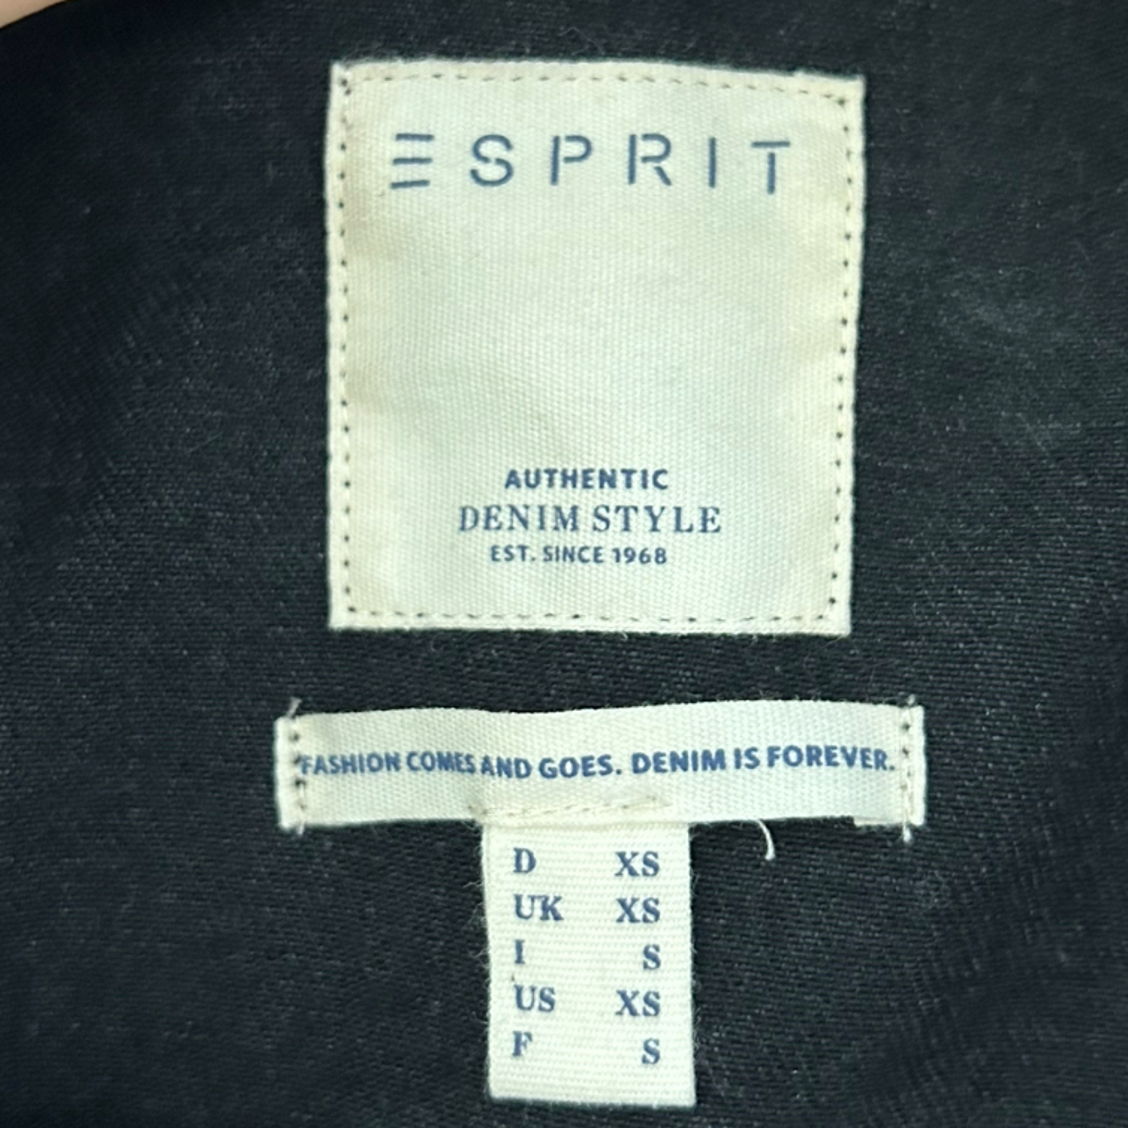 ESPRIT
AUTHENTIC
DENIM STYLE
EST. SINCE 1968
FASHION COMES AND GOES. DENIM IS FOREVER.
D XS
UK XS
I S
US XS
F S